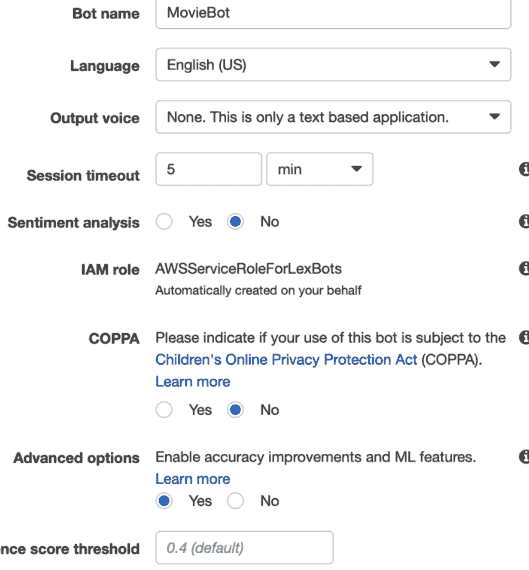 Bot name MovieBot
Language English (US)
Output voice None. This is only a text based application.
Session timeout 5 min
Sentiment analysis Yes No
IAM role AWSServiceRoleForLexBots
Automatically created on your behalf
COPPA Please indicate if your use of this bot is subject to the
Children's Online Privacy Protection Act (COPPA).
Learn more
Yes No
Advanced options Enable accuracy improvements and ML features.
Learn more
Yes No
nce score threshold 0.4 (default)